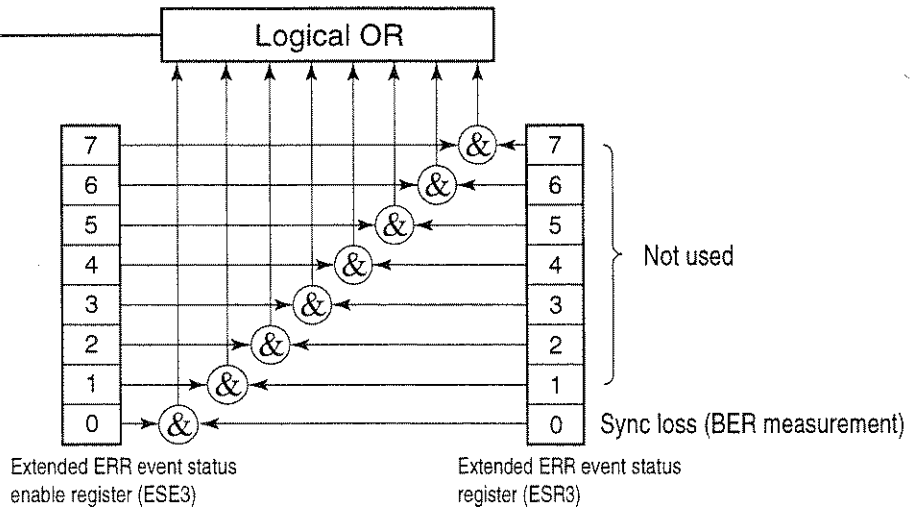 Logical OR
7 & 7
6 & 6
5 & 5
4 & 4
3 & 3
2 & 2
1 & 1
0 & 0
Not used
Sync loss (BER measurement)
Extended ERR event status
enable register (ESE3)
Extended ERR event status
register (ESR3)